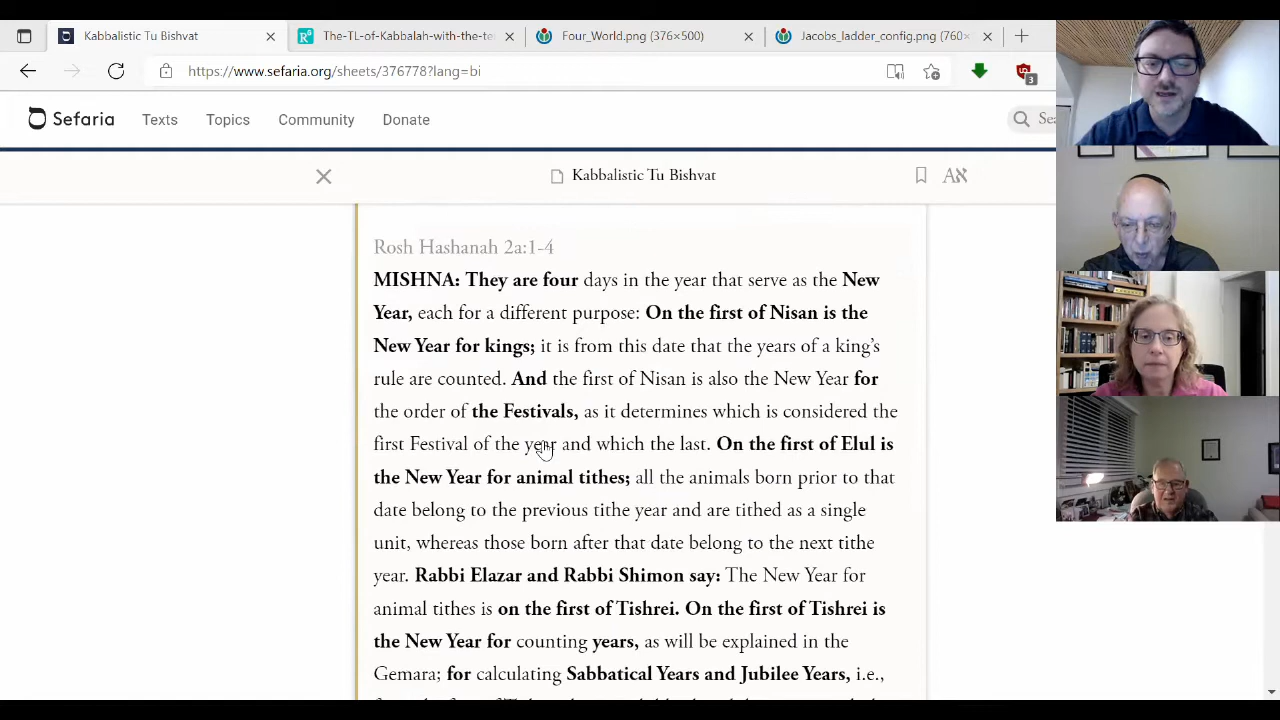 Kabbalistic Tu Bishvat
The-TL-of-Kabbalah-with-the-te
Four_World.png (376×500)
Jacobs_ladder_config.png (760×
https://www.sefaria.org/sheets/376778?lang=bi
3
Sefaria Texts Topics Community Donate
Kabbalistic Tu Bishvat
Aא
Rosh Hashanah 2a:1-4
MISHNA: They are four days in the year that serve as the New
Year, each for a different purpose: On the first of Nisan is the
New Year for kings; it is from this date that the years of a king’s
rule are counted. And the first of Nisan is also the New Year for
the order of the Festivals, as it determines which is considered the
first Festival of the year and which the last. On the first of Elul is
the New Year for animal tithes; all the animals born prior to that
date belong to the previous tithe year and are tithed as a single
unit, whereas those born after that date belong to the next tithe
year. Rabbi Elazar and Rabbi Shimon say: The New Year for
animal tithes is on the first of Tishrei. On the first of Tishrei is
the New Year for counting years, as will be explained in the
Gemara; for calculating Sabbatical Years and Jubilee Years, i.e.,